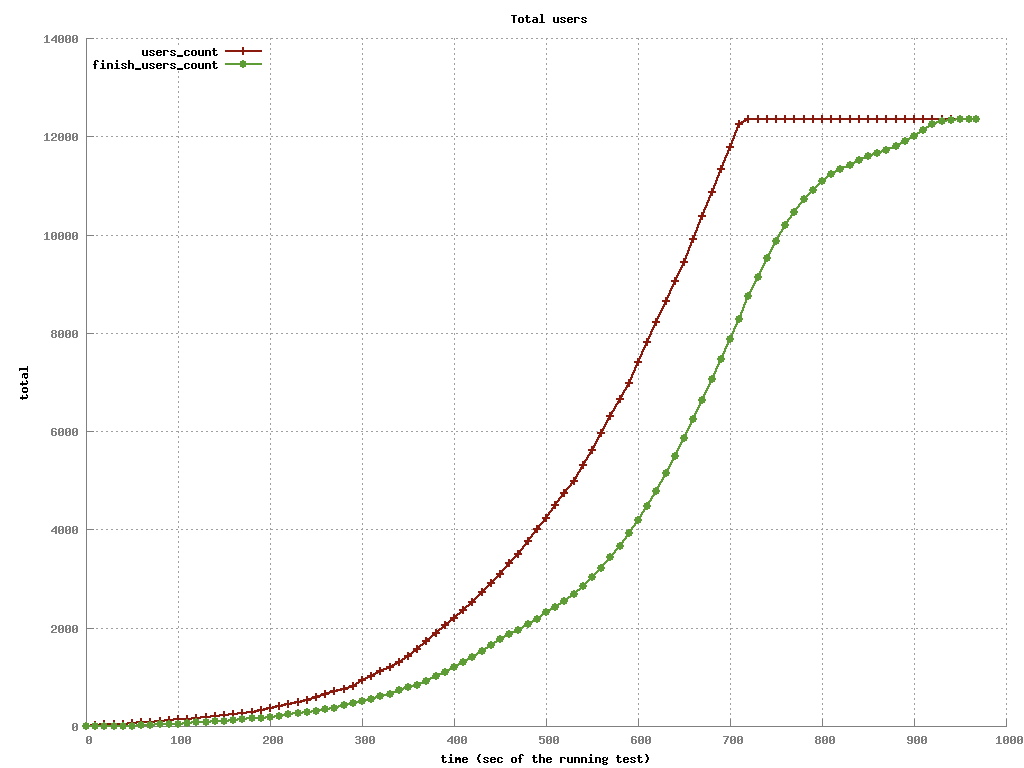 Total users
14000
users_count
finish_users_count
12000
10000
8000
total
6000
4000
2000
0
0 100 200 300 400 500 600 700 800 900 1000
time (sec of the running test)